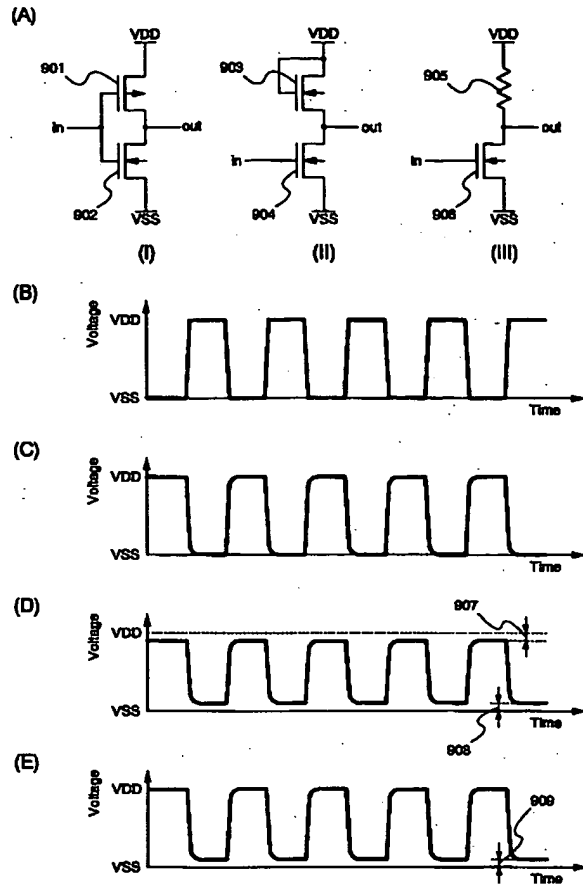 (A)
VDD VDD VDD
901 903 905
in out in out in out
902 904 906
VSS VSS VSS
(I) (II) (III)
(B)
Voltage
VDD
VSS
Time
(C)
Voltage
VDD
VSS
Time
(D)
Voltage
907
VDD
VSS
Time
908
(E)
Voltage
VDD
909
VSS
Time